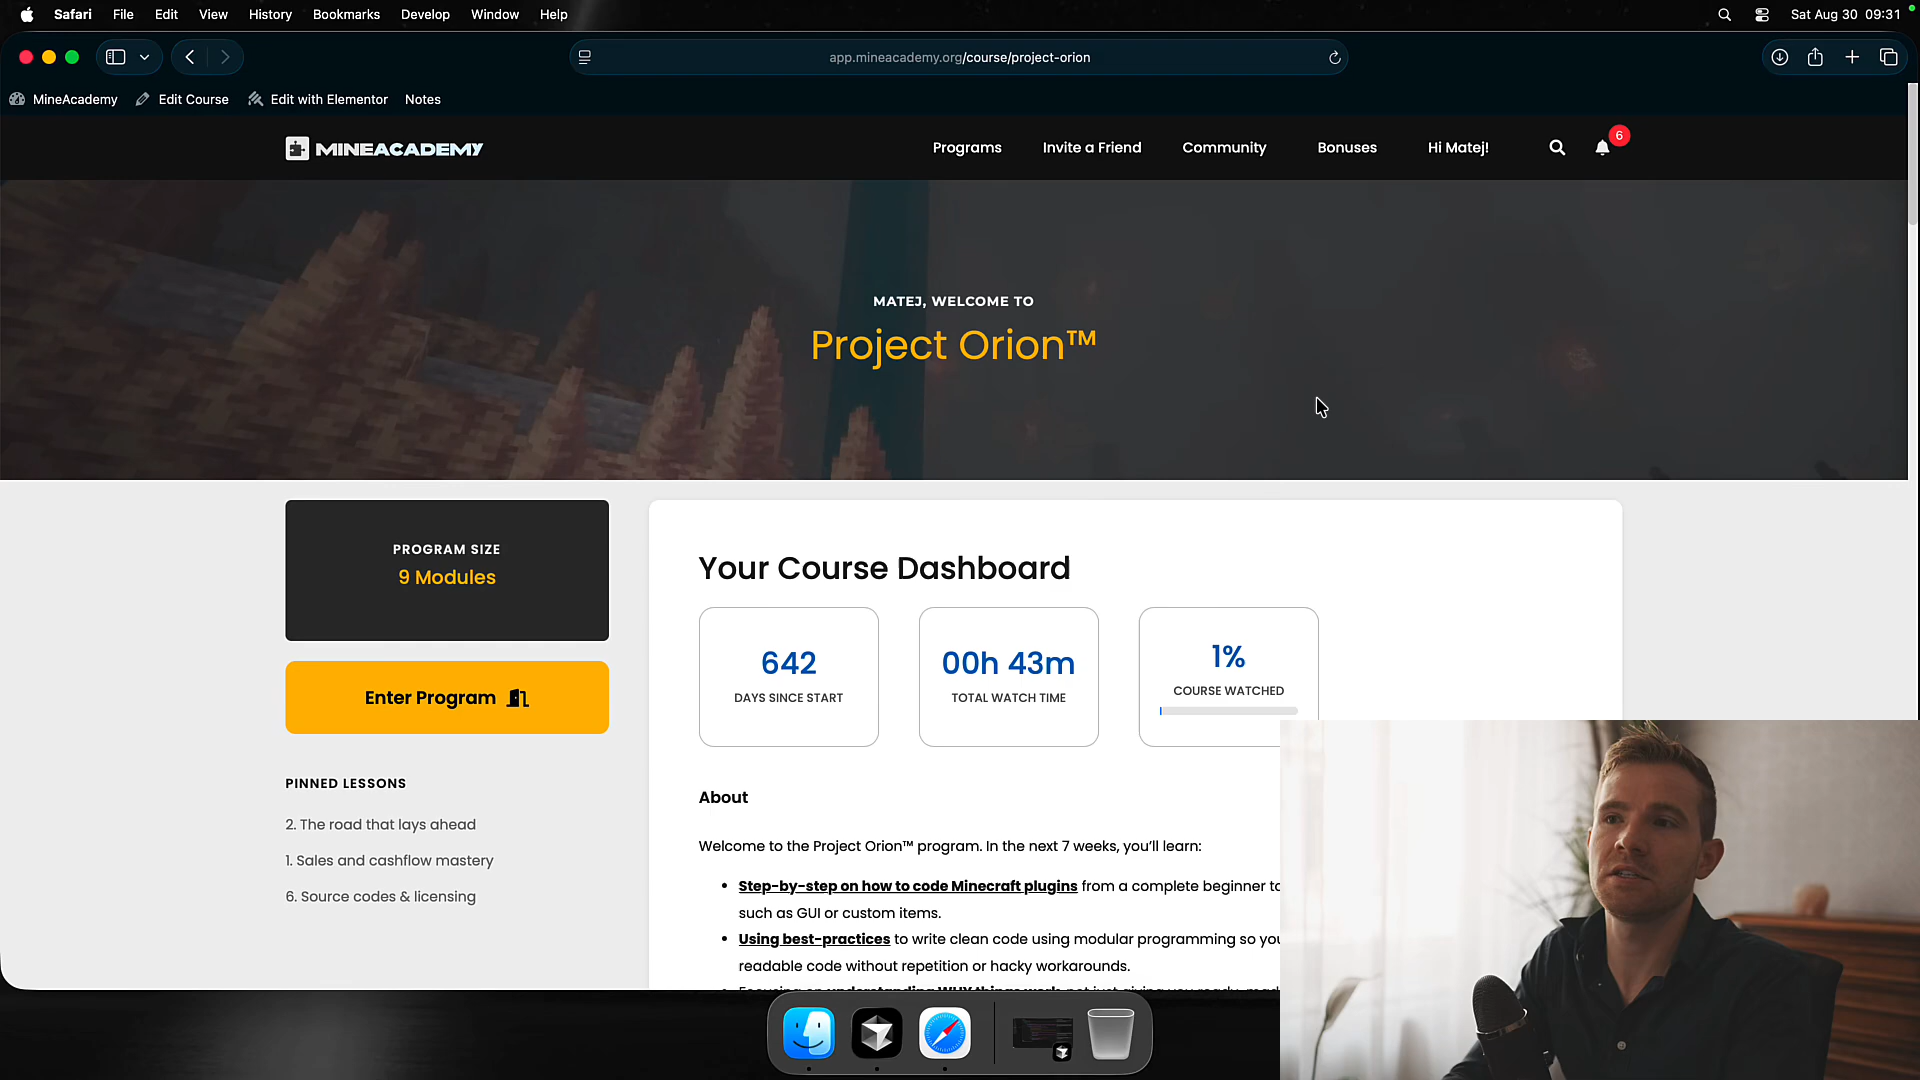 Safari File Edit View History Bookmarks Develop Window Help Sat Aug 30 09:31
app.mineacademy.org/course/project-orion
MineAcademy Edit Course Edit with Elementor Notes
MINEACADEMY Programs Invite a Friend Community Bonuses Hi Matej! 6
MATEJ, WELCOME TO
Project Orion™
PROGRAM SIZE
9 Modules
Enter Program
PINNED LESSONS
2. The road that lays ahead
1. Sales and cashflow mastery
6. Source codes & licensing
Your Course Dashboard
642
DAYS SINCE START
00h 43m
TOTAL WATCH TIME
1%
COURSE WATCHED
About
Welcome to the Project Orion™ program. In the next 7 weeks, you'll learn:
• Step-by-step on how to code Minecraft plugins from a complete beginner to
such as GUI or custom items.
• Using best-practices to write clean code using modular programming so you
readable code without repetition or hacky workarounds.